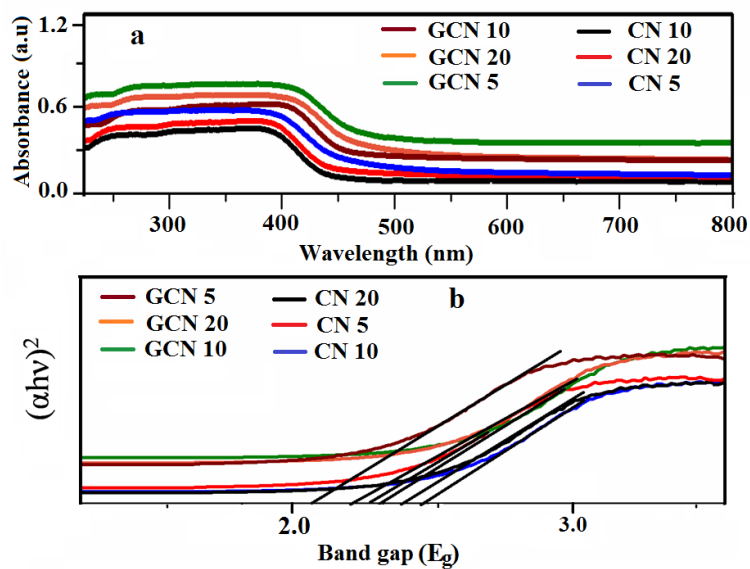 a
GCN 10 CN 10
GCN 20 CN 20
GCN 5 CN 5
Absorbance (a.u)
1.2
0.6
0.0
300 400 500 600 700 800
Wavelength (nm)
b
GCN 5 CN 20
GCN 20 CN 5
GCN 10 CN 10
(αhν)2
2.0 3.0
Band gap (Eg)